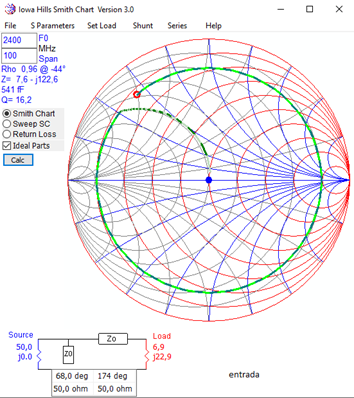 Iowa Hills Smith Chart Version 3.0
File S Parameters Set Load Shunt Series Help
2400 F0
MHz
100 Span
Rho 0,96 @ -44°
Z= 7,6 - j122,6
541 fF
Q= 16,2
Smith Chart
Sweep SC
Return Loss
Ideal Parts
Calc
Source Zo Load
50,0 Z0 6,9
j0.0 j22,9
68,0 deg 174 deg
50,0 ohm 50,0 ohm
entrada